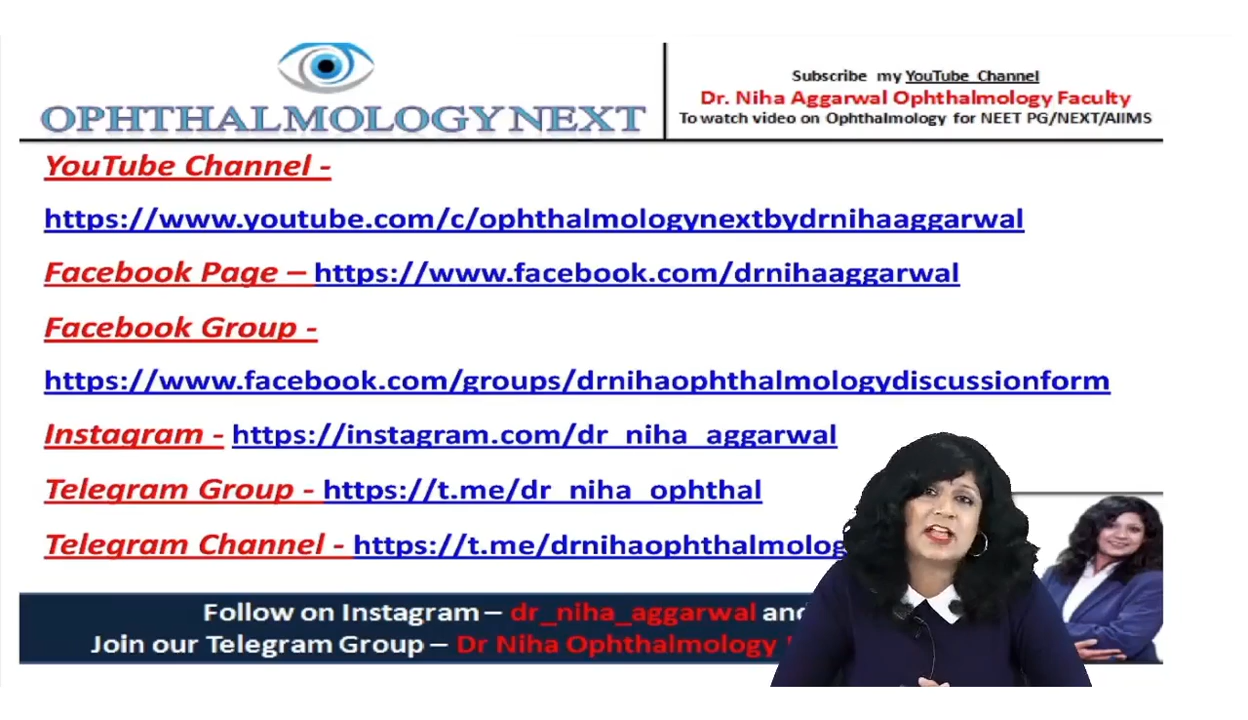 OPHTHALMOLOGY NEXT
Subscribe my YouTube Channel
Dr. Niha Aggarwal Ophthalmology Faculty
To watch video on Ophthalmology for NEET PG/NEXT/AIIMS
YouTube Channel -
https://www.youtube.com/c/ophthalmologynextbydrnihaaggarwal
Facebook Page – https://www.facebook.com/drnihaaggarwal
Facebook Group -
https://www.facebook.com/groups/drnihaophthalmologydiscussionform
Instagram - https://instagram.com/dr_niha_aggarwal
Telegram Group - https://t.me/dr_niha_ophthal
Telegram Channel - https://t.me/drnihaophthalmolog
Follow on Instagram – dr_niha_aggarwal and
Join our Telegram Group – Dr Niha Ophthalmology